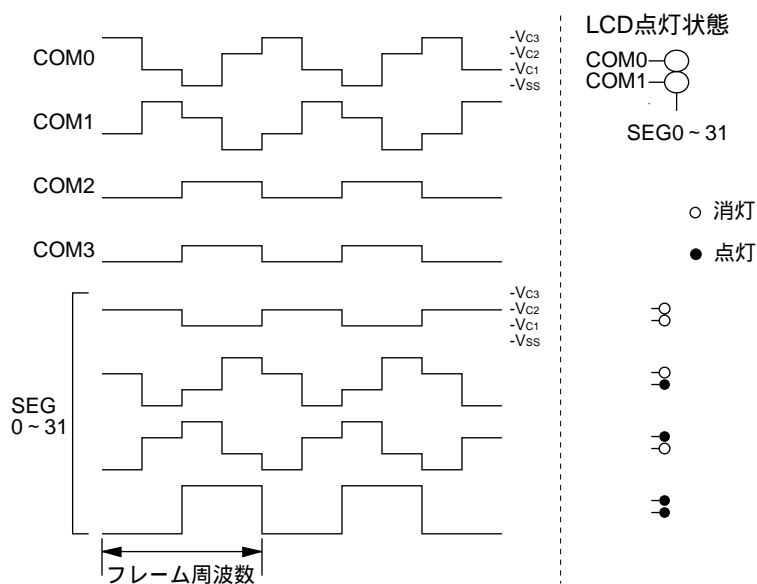 COM0
-VC3
-VC2
-VC1
-VSS
COM1
COM2
COM3
-VC3
-VC2
-VC1
-VSS
SEG
0~31
フレーム周波数
LCD点灯状態
COM0
COM1
SEG0~31
消灯
点灯